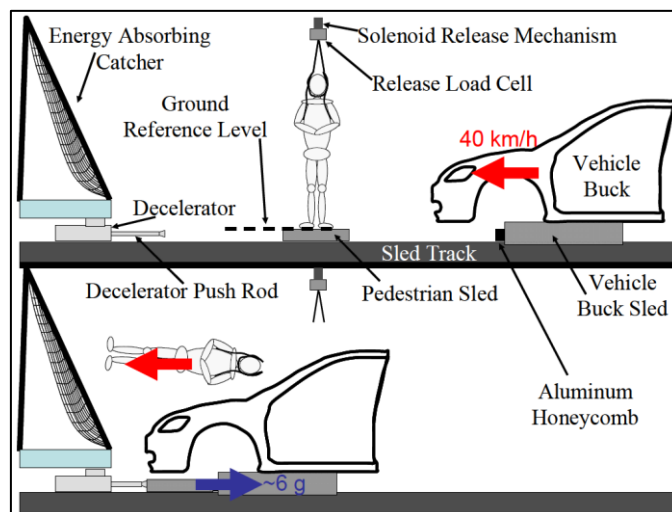 Energy Absorbing
Catcher
Solenoid Release Mechanism
Release Load Cell
Ground
Reference Level
40 km/h
Vehicle
Buck
Decelerator
Sled Track
Decelerator Push Rod
Pedestrian Sled
Vehicle
Buck Sled
Aluminum
Honeycomb
~6 g